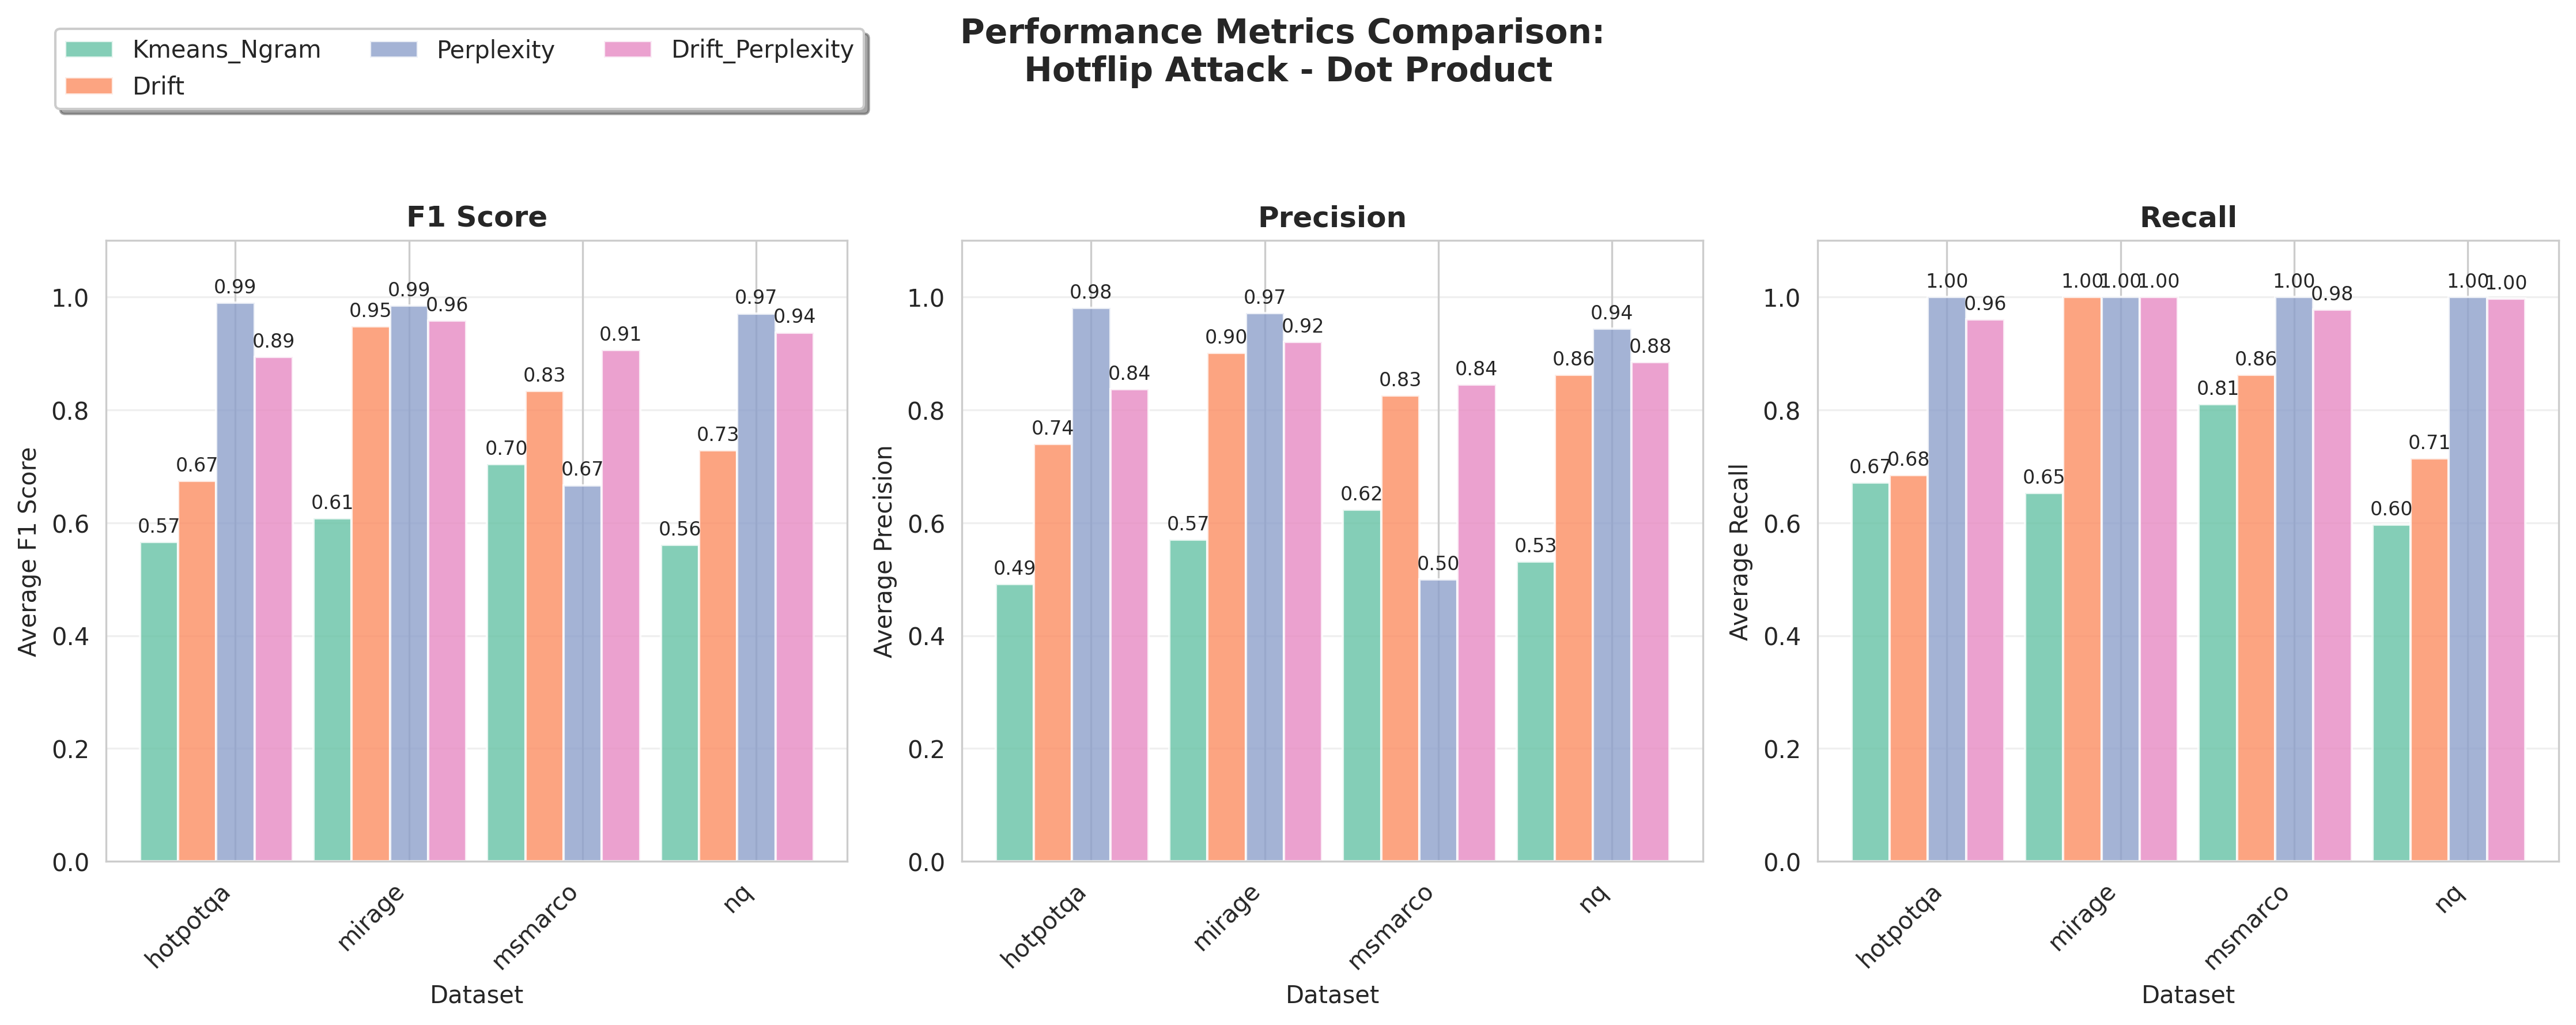 Performance Metrics Comparison:
Hotflip Attack - Dot Product
Kmeans_Ngram
Drift
Perplexity
Drift_Perplexity
F1 Score
Average F1 Score
1.0
0.8
0.6
0.4
0.2
0.0
0.57 0.67 0.99 0.89
0.61 0.95 0.99 0.96
0.70 0.83 0.67 0.91
0.56 0.73 0.97 0.94
hotpotqa
mirage
msmarco
nq
Dataset
Precision
Average Precision
1.0
0.8
0.6
0.4
0.2
0.0
0.49 0.74 0.98 0.84
0.57 0.90 0.97 0.92
0.62 0.83 0.50 0.84
0.53 0.86 0.94 0.88
hotpotqa
mirage
msmarco
nq
Dataset
Recall
Average Recall
1.0
0.8
0.6
0.4
0.2
0.0
0.67 0.68 1.00 0.96
0.65 1.00 1.00 1.00
0.81 0.86 1.00 0.98
0.60 0.71 1.00 1.00
hotpotqa
mirage
msmarco
nq
Dataset